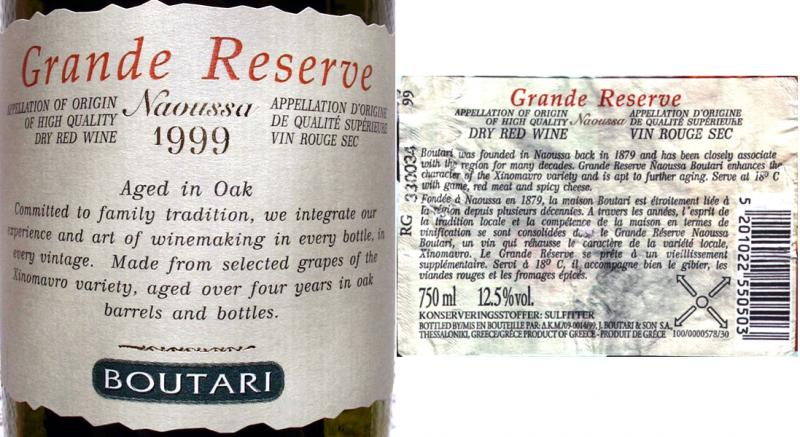 Grande Reserve
APPELLATION OF ORIGIN
OF HIGH QUALITY
DRY RED WINE
Naoussa
1999
APPELLATION D'ORIGINE
DE QUALITÉ SUPÉRIEURE
VIN ROUGE SEC
Aged in Oak
Committed to family tradition, we integrate our
experience and art of winemaking in every bottle, in
every vintage. Made from selected grapes of the
Xinomavro variety, aged over four years in oak
barrels and bottles.
BOUTARI
99
RG 330034
Grande Reserve
APPELLATION OF ORIGIN
OF HIGH QUALITY
DRY RED WINE
Naoussa
APPELLATION D'ORIGINE
DE QUALITÉ SUPÉRIEURE
VIN ROUGE SEC
Boutari was founded in Naoussa back in 1879 and has been closely associate
with the region for many decades. Grande Reserve Naoussa Boutari enhances the
character of the Xinomavro variety and is apt to further aging. Serve at 18º C
with game, red meat and spicy cheese.
Fondée à Naoussa en 1879, la maison Boutari est étroitement liée à
la région depuis plusieurs décennies. A travers les années, l'esprit de
la tradition locale et la compétence de la maison en termes de
vinification se sont consolidées dans le Grande Réserve Naoussa
Boutari, un vin qui réhausse le caractère de la variété locale,
Xinomavro. Le Grande Réserve se prête à un vieillissement
supplémentaire. Servi à 18º C, il accompagne bien le gibier, les
viandes rouges et les fromages épicés.
750 ml 12.5% vol.
KONSERVERINGSSTOFFER: SULFITTER
BOTTLED BY/MIS EN BOUTEILLE PAR: A.K.M./09-0014/99, J. BOUTARI & SON S.A.,
THESSALONIKI, GREECE/GRÈCE PRODUCT OF GREECE - PRODUIT DE GRÈCE
100/0000578/30
5 201022 550503